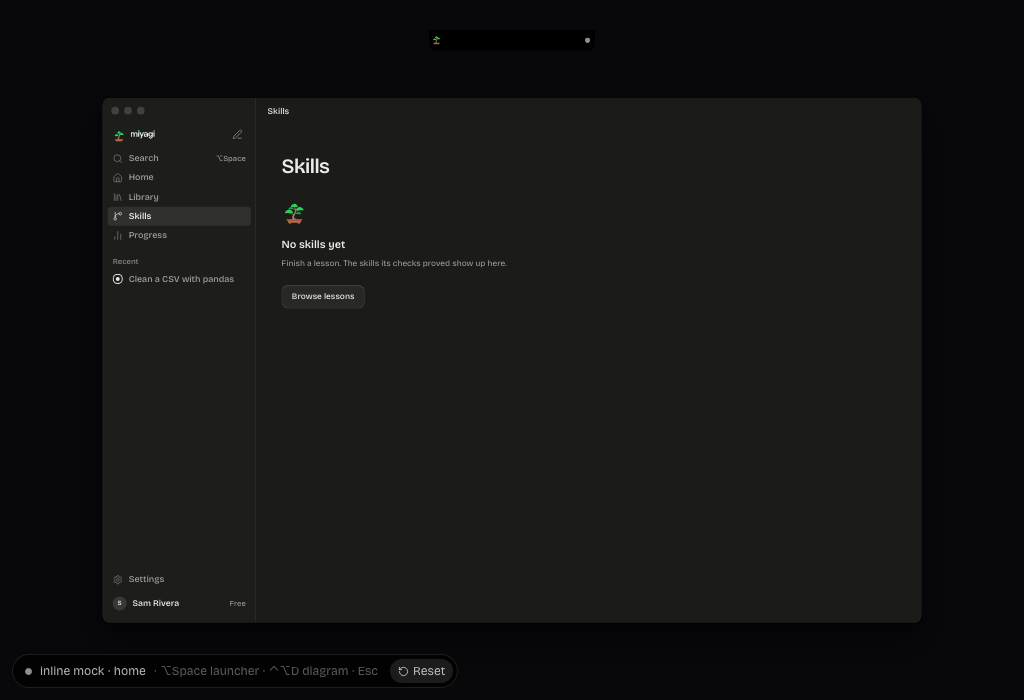 Skills
miyagi
Search ⌥Space
Home
Library
Skills
Progress
Recent
Clean a CSV with pandas
Skills
No skills yet
Finish a lesson. The skills its checks proved show up here.
Browse lessons
Settings
S Sam Rivera Free
inline mock · home · ⌥Space launcher · ^⌥D diagram · Esc Reset